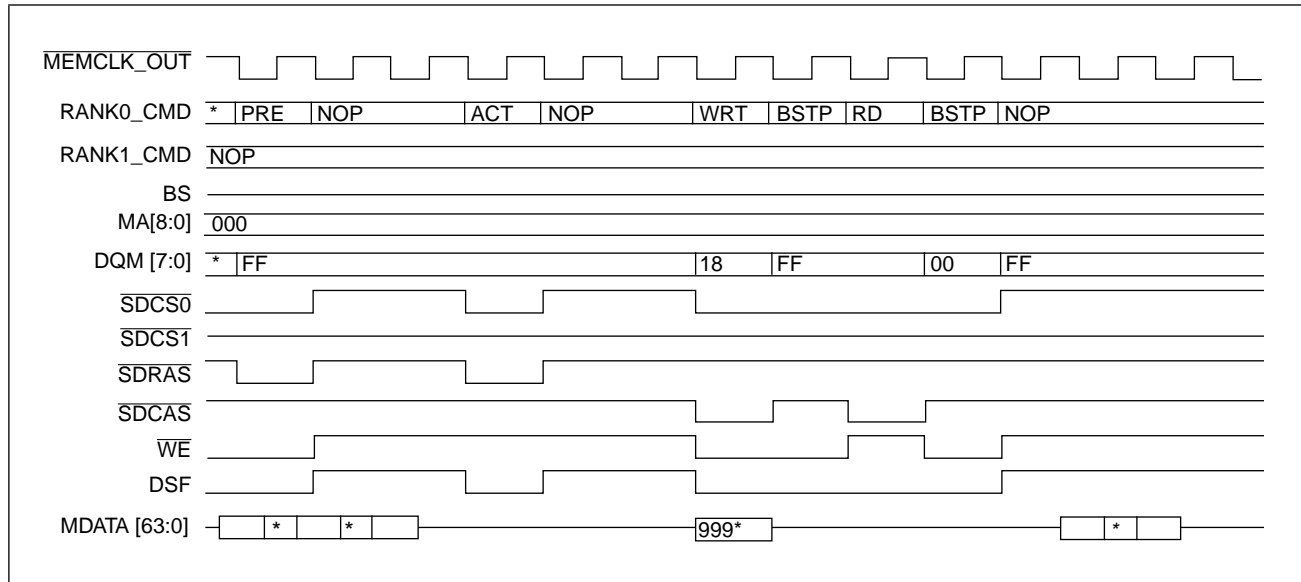 MEMCLK_OUT
RANK0_CMD * PRE NOP ACT NOP WRT BSTP RD BSTP NOP
RANK1_CMD NOP
BS
MA[8:0] 000
DQM [7:0] * FF 18 FF 00 FF
SDCS0
SDCS1
SDRAS
SDCAS
WE
DSF
MDATA [63:0] * * 999* *